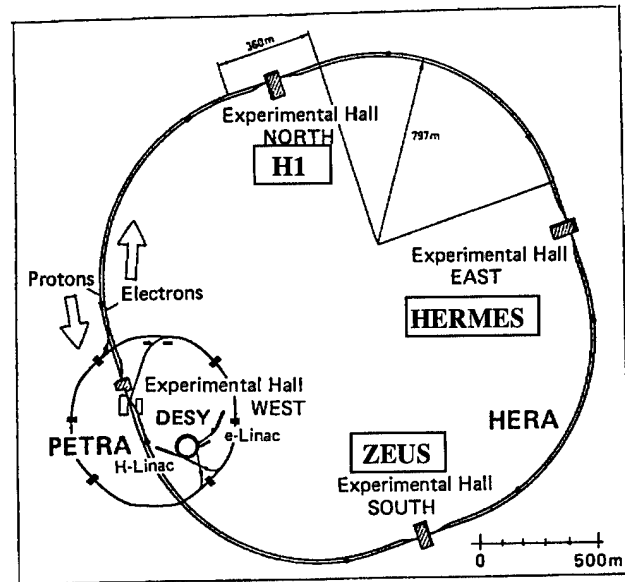 360m
Experimental Hall
NORTH
H1
797m
Experimental Hall
EAST
HERMES
Protons
Electrons
Experimental Hall
WEST
DESY
e-Linac
PETRA
H-Linac
HERA
ZEUS
Experimental Hall
SOUTH
0 500m